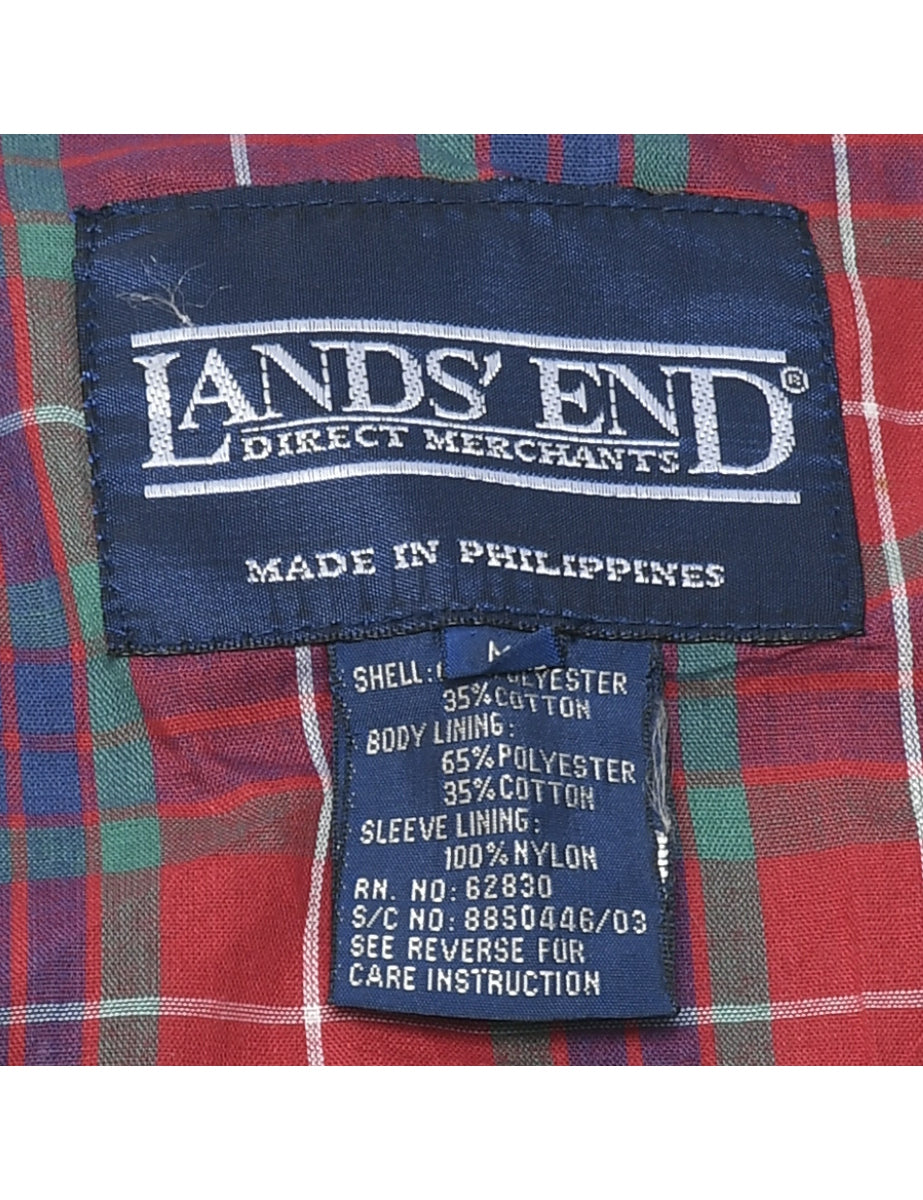 LANDS' END®
DIRECT MERCHANTS
MADE IN PHILIPPINES
M
SHELL: POLYESTER
35% COTTON
BODY LINING:
65% POLYESTER
35% COTTON
SLEEVE LINING:
100% NYLON
RN. NO: 62830
S/C NO: 88S0446/03
SEE REVERSE FOR
CARE INSTRUCTION